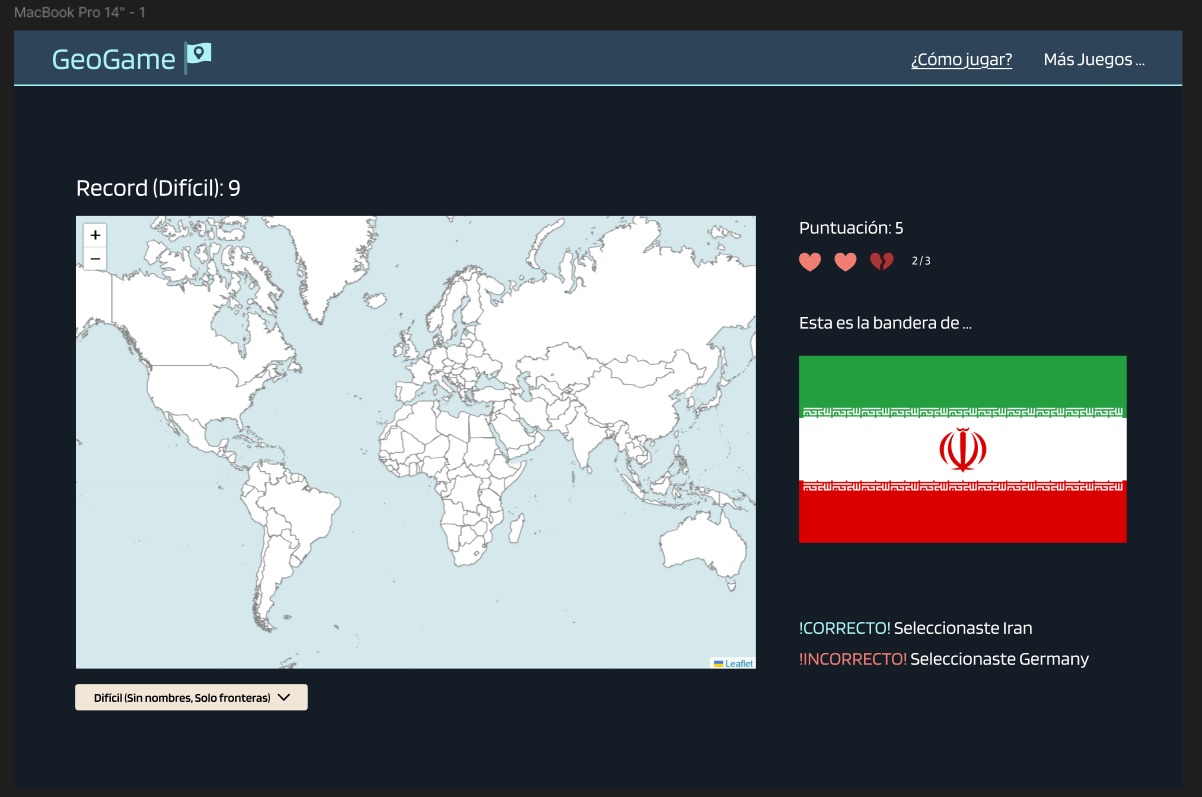 MacBook Pro 14" - 1
GeoGame
¿Cómo jugar?
Más Juegos ...
Record (Difícil): 9
+
−
Leaflet
Difícil (Sin nombres, Solo fronteras)
Puntuación: 5
2/3
Esta es la bandera de ...
!CORRECTO! Seleccionaste Iran
!INCORRECTO! Seleccionaste Germany